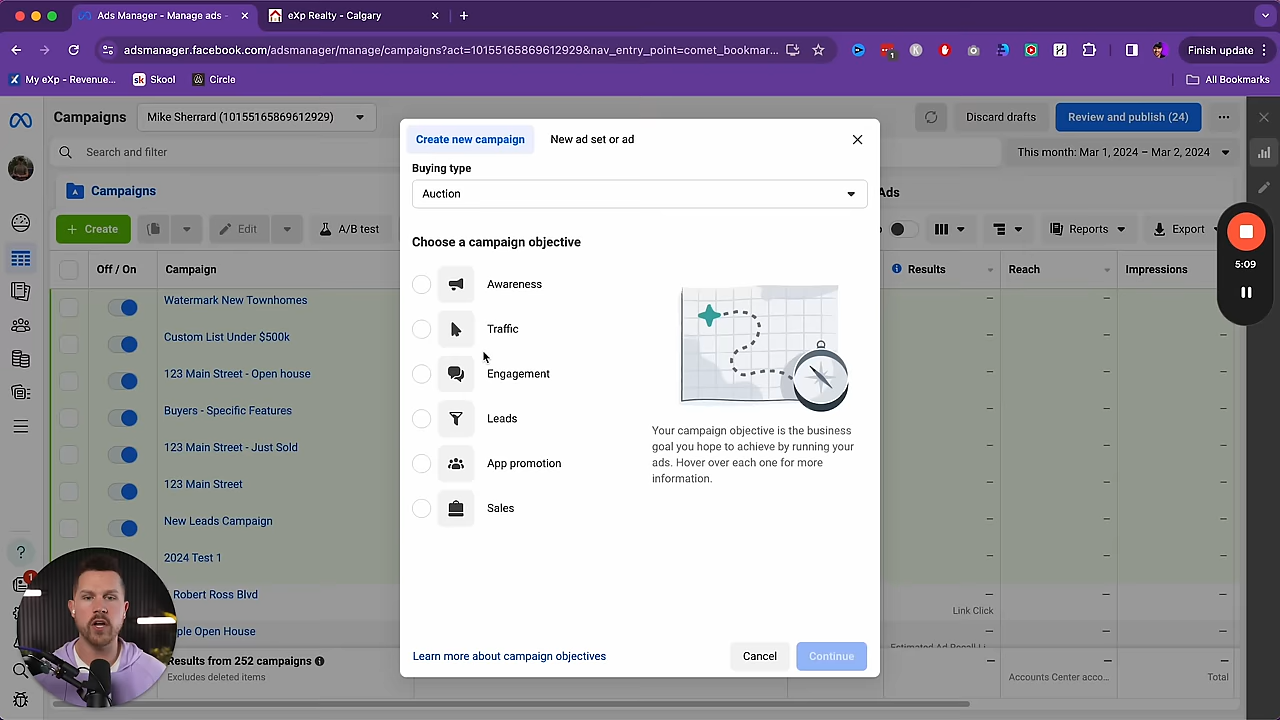 Ads Manager - Manage ads -
eXp Realty - Calgary
adsmanager.facebook.com/adsmanager/manage/campaigns?act=10155165869612929&nav_entry_point=comet_bookmar...
1
Finish update
My eXp - Revenue...
Skool
Circle
All Bookmarks
Campaigns
Mike Sherrard (10155165869612929)
Discard drafts
Review and publish (24)
Search and filter
This month: Mar 1, 2024 – Mar 2, 2024
Campaigns
Ads
Create
Edit
A/B test
Reports
Export
Off / On
Campaign
Results
Reach
Impressions
Watermark New Townhomes
Custom List Under $500k
123 Main Street - Open house
Buyers - Specific Features
123 Main Street - Just Sold
123 Main Street
New Leads Campaign
2024 Test 1
Robert Ross Blvd
Link Click
Open House
Results from 252 campaigns
Excludes deleted items
Accounts Center acco...
Total
1
Create new campaign
New ad set or ad
Buying type
Auction
Choose a campaign objective
Awareness
Traffic
Engagement
Leads
App promotion
Sales
Your campaign objective is the business
goal you hope to achieve by running your
ads. Hover over each one for more
information.
Learn more about campaign objectives
Cancel
Continue
5:09